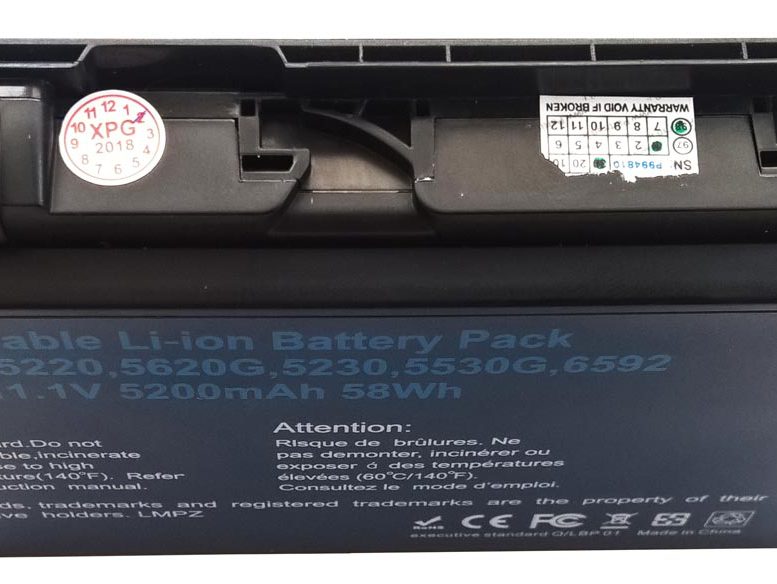 11 12 1
10 XPG 3
9 2018 4
8 7 6 5
WARRANTY VOID IF BROKEN
7 8 9 10 11 12
2 3 4 5 6
97
20 10
SN: P994810
able Li-ion Battery Pack
5220,5620G,5230,5530G,6592
11.1V 5200mAh 58Wh
ard.Do not
ble,incinerate
se to high
ture(140°F). Refer
uction manual.
Attention:
Risque de brûlures. Ne
pas demonter, incinérer ou
exposer á des températures
élevées (60°C/140°F).
Consultez le mode d'emploi.
ds, trademarks and registered trademarks are the property of their
ve holders. LMPZ
RoHS CE FC
executive standard Q/LBP 01 Made in China